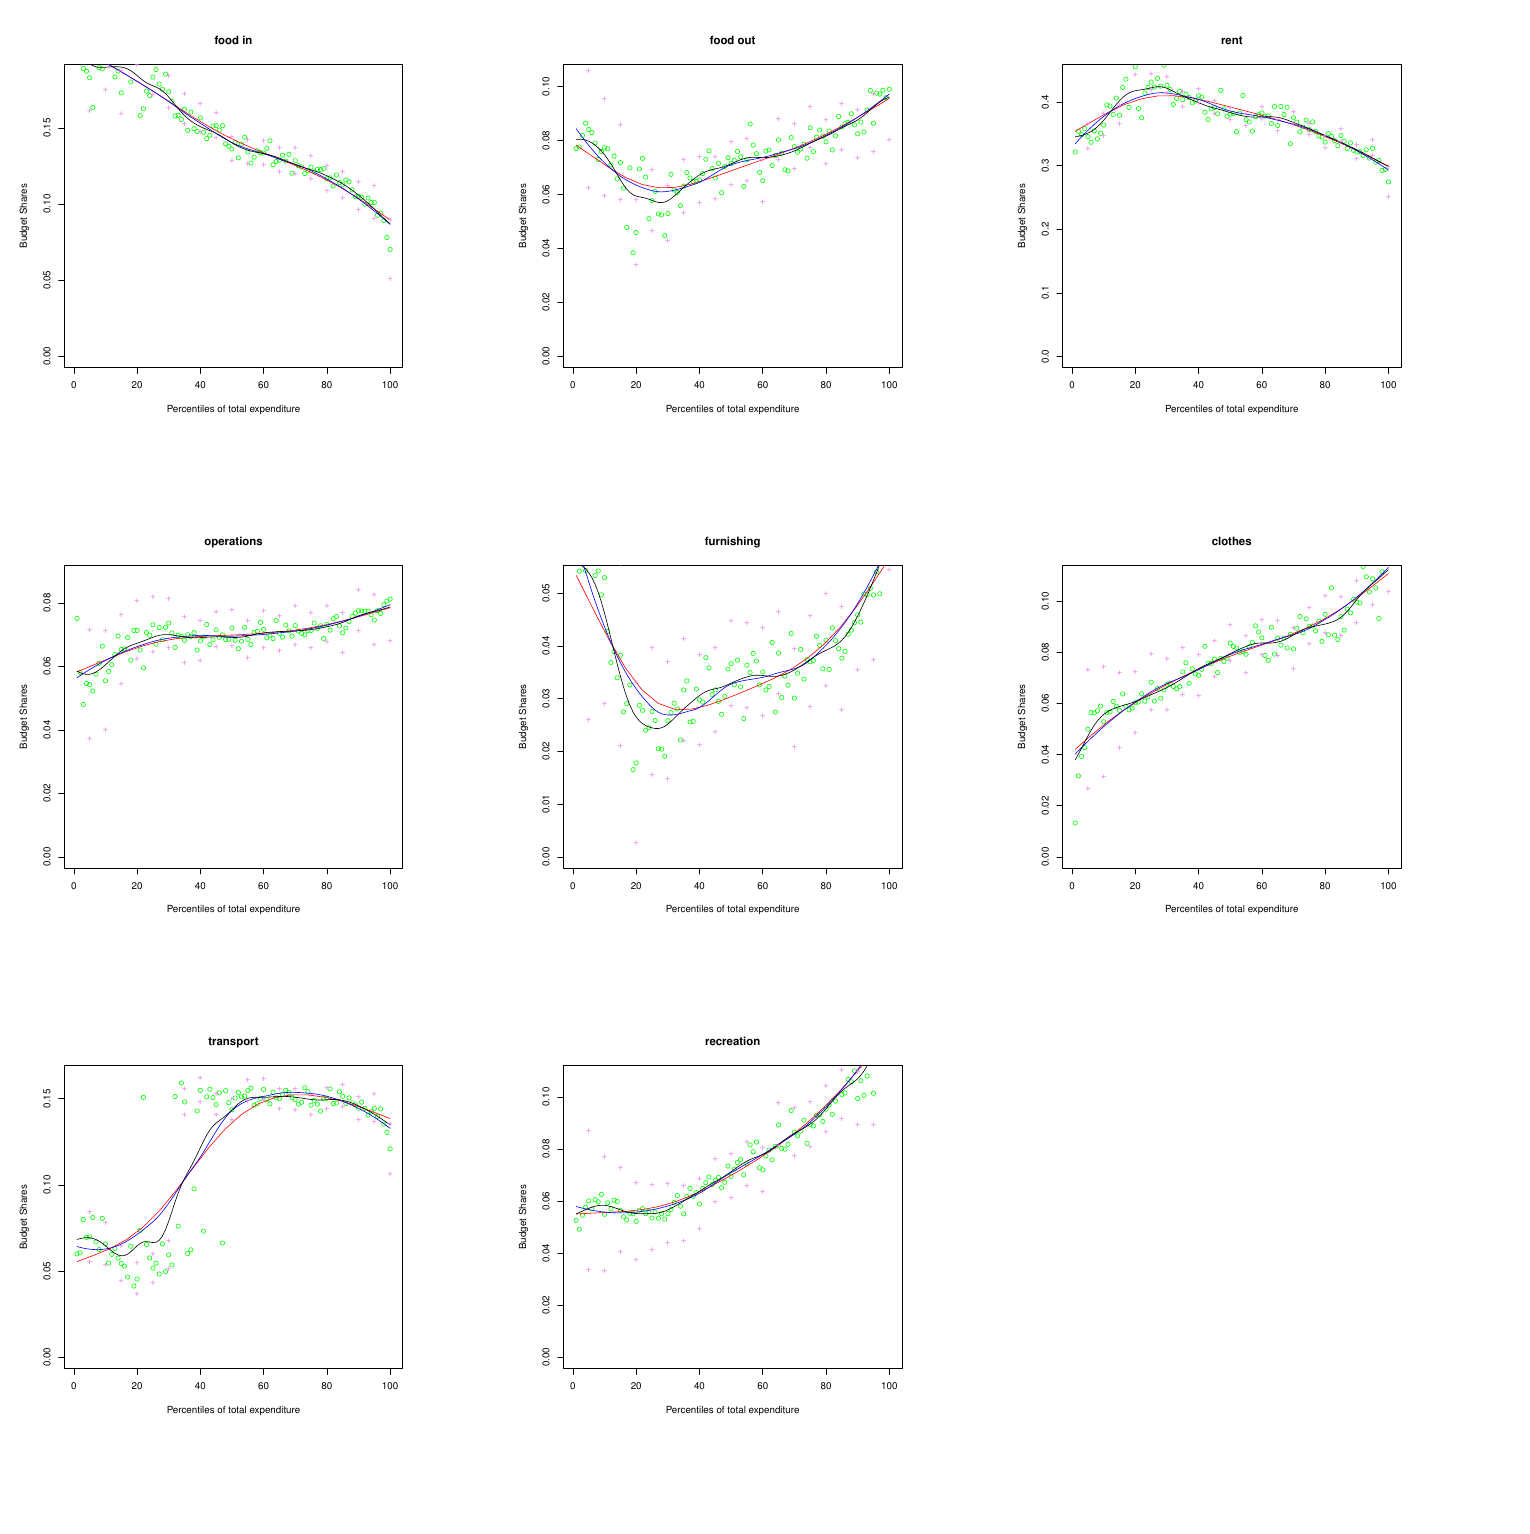 food in
Budget Shares
0.00 0.05 0.10 0.15
0 20 40 60 80 100
Percentiles of total expenditure
food out
Budget Shares
0.00 0.02 0.04 0.06 0.08 0.10
0 20 40 60 80 100
Percentiles of total expenditure
rent
Budget Shares
0.0 0.1 0.2 0.3 0.4
0 20 40 60 80 100
Percentiles of total expenditure
operations
Budget Shares
0.00 0.02 0.04 0.06 0.08
0 20 40 60 80 100
Percentiles of total expenditure
furnishing
Budget Shares
0.00 0.01 0.02 0.03 0.04 0.05
0 20 40 60 80 100
Percentiles of total expenditure
clothes
Budget Shares
0.00 0.02 0.04 0.06 0.08 0.10
0 20 40 60 80 100
Percentiles of total expenditure
transport
Budget Shares
0.00 0.05 0.10 0.15
0 20 40 60 80 100
Percentiles of total expenditure
recreation
Budget Shares
0.00 0.02 0.04 0.06 0.08 0.10
0 20 40 60 80 100
Percentiles of total expenditure